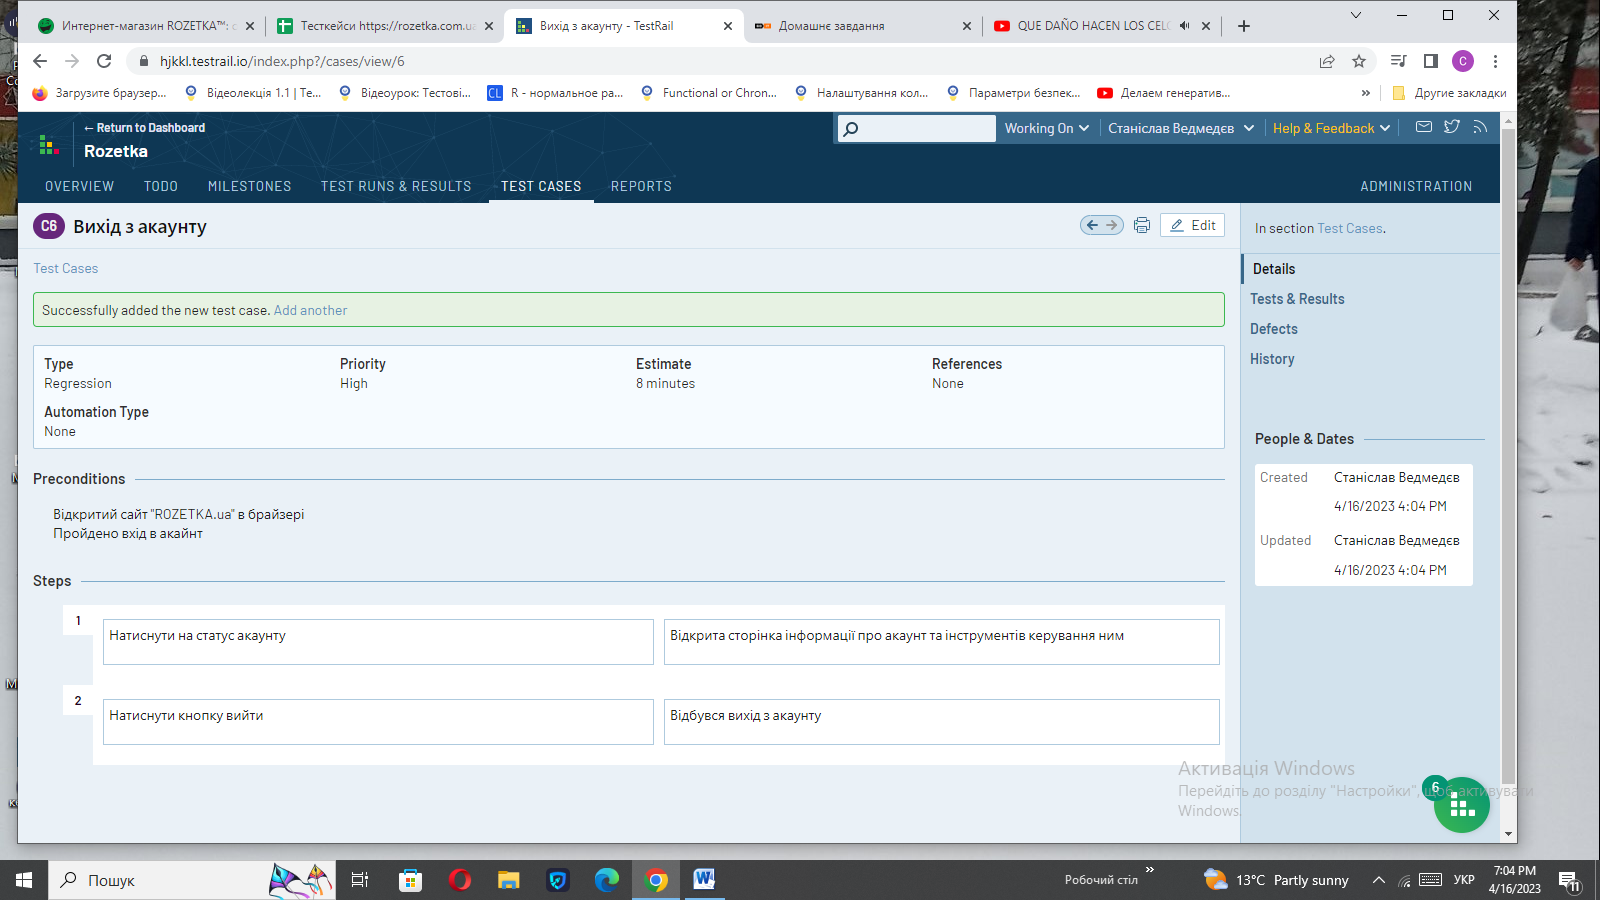 Интернет-магазин ROZETKA™: 
Тесткейси https://rozetka.com.ua
Вихід з акаунту - TestRail
Домашнє завдання
QUE DAÑO HACEN LOS CELO
hjkkl.testrail.io/index.php?/cases/view/6
C
Загрузите браузер...
Відеолекція 1.1 | Те...
Відеоурок: Тестові...
CL
R - нормальное ра...
Functional or Chron...
Налаштування кол...
Параметри безпек...
Делаем генератив...
»
Другие закладки
← Return to Dashboard
Rozetka
Working On
Станіслав Ведмедєв
Help & Feedback
OVERVIEW
TODO
MILESTONES
TEST RUNS & RESULTS
TEST CASES
REPORTS
ADMINISTRATION
C6
Вихід з акаунту
Edit
In section Test Cases.
Test Cases
Details
Tests & Results
Defects
History
Successfully added the new test case. Add another
Type
Regression
Priority
High
Estimate
8 minutes
References
None
Automation Type
None
People & Dates
Created
Станіслав Ведмедєв
4/16/2023 4:04 PM
Updated
Станіслав Ведмедєв
4/16/2023 4:04 PM
Preconditions
Відкритий сайт "ROZETKA.ua" в брайзері
Пройдено вхід в акайнт
Steps
1
Натиснути на статус акаунту
Відкрита сторінка інформації про акаунт та інструментів керування ним
2
Натиснути кнопку вийти
Відбувся вихід з акаунту
Активація Windows
Перейдіть до розділу "Настройки", щоб активувати
Windows.
6
Пошук
Робочий стіл
»
13°C Partly sunny
УКР
7:04 PM
4/16/2023
11